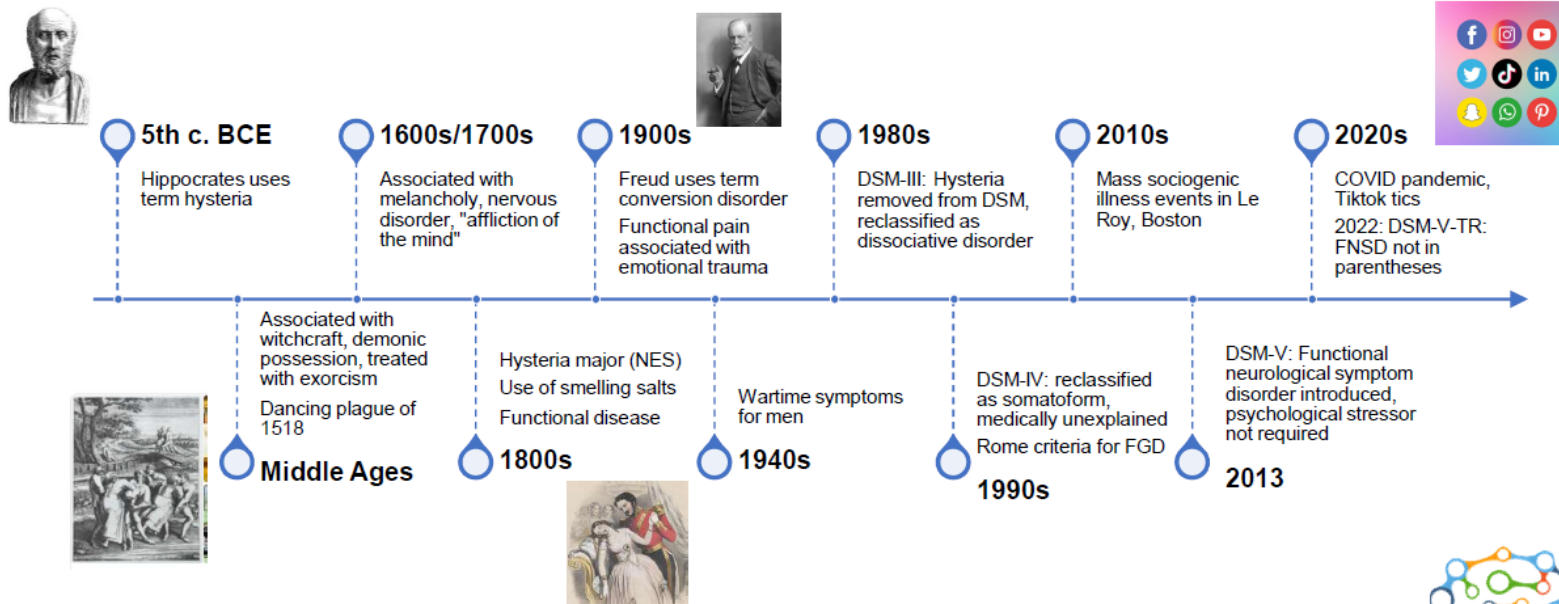 5th c. BCE
Hippocrates uses
term hysteria
Associated with
witchcraft, demonic
possession, treated
with exorcism
Dancing plague of
1518
Middle Ages
1600s/1700s
Associated with
melancholy, nervous
disorder, "affliction of
the mind"
Hysteria major (NES)
Use of smelling salts
Functional disease
1800s
1900s
Freud uses term
conversion disorder
Functional pain
associated with
emotional trauma
Wartime symptoms
for men
1940s
1980s
DSM-III: Hysteria
removed from DSM,
reclassified as
dissociative disorder
DSM-IV: reclassified
as somatoform,
medically unexplained
Rome criteria for FGD
1990s
2010s
Mass sociogenic
illness events in Le
Roy, Boston
DSM-V: Functional
neurological symptom
disorder introduced,
psychological stressor
not required
2013
2020s
COVID pandemic,
Tiktok tics
2022: DSM-V-TR:
FNSD not in
parentheses